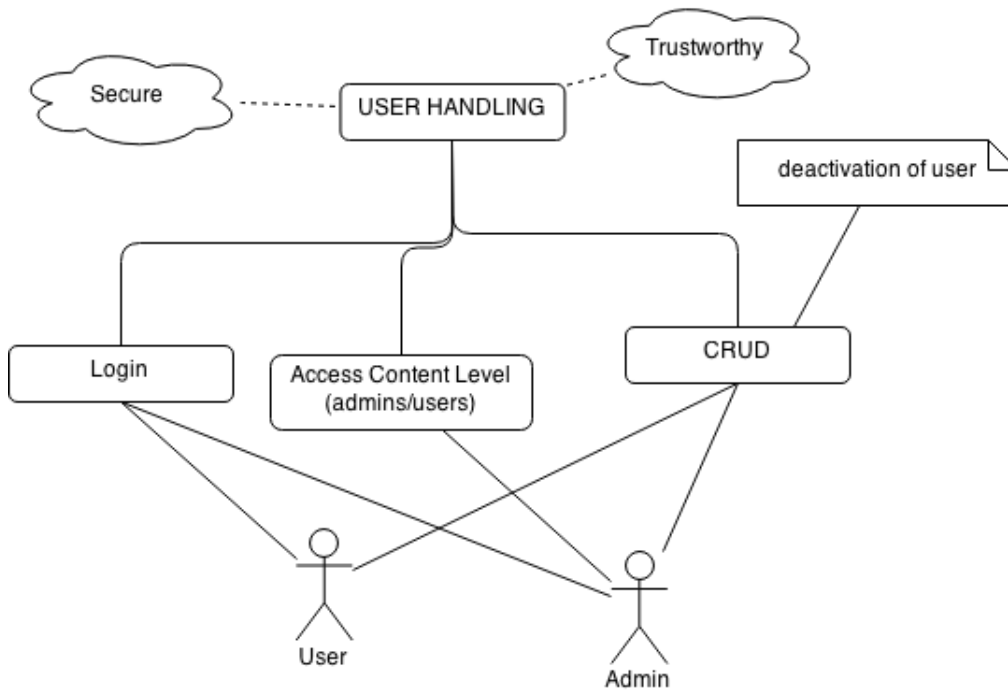 Trustworthy
Secure
USER HANDLING
deactivation of user
Login
Access Content Level
(admins/users)
CRUD
User
Admin